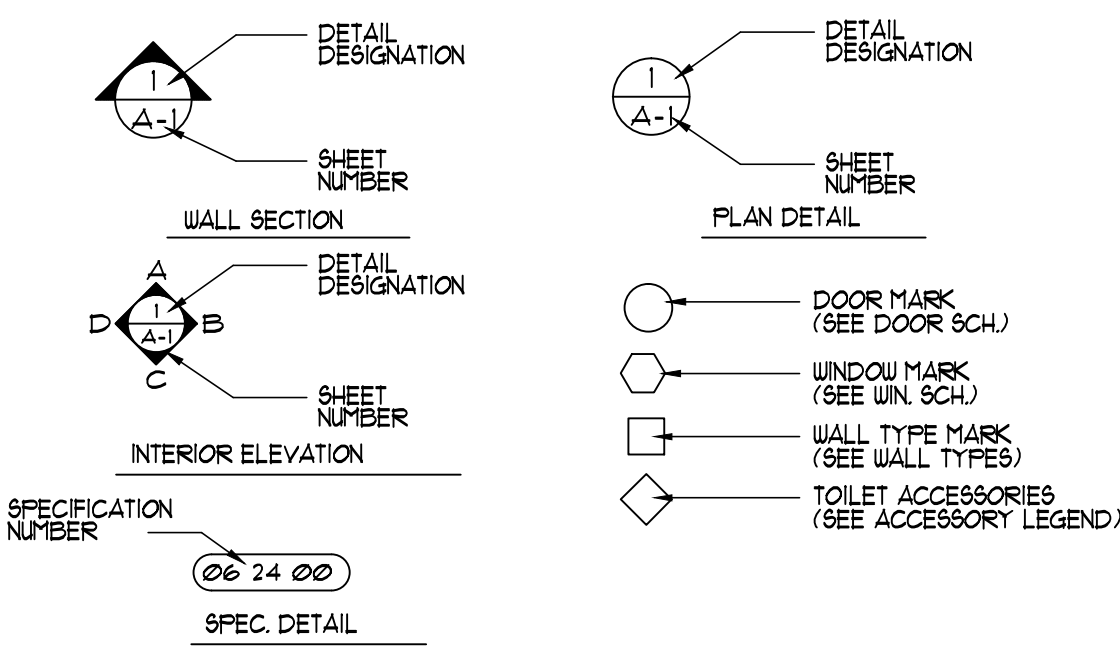 DETAIL
DESIGNATION
1
A-1
SHEET
NUMBER
WALL SECTION
DETAIL
DESIGNATION
1
A-1
SHEET
NUMBER
PLAN DETAIL
A
DETAIL
DESIGNATION
1
D
B
A-1
C
SHEET
NUMBER
INTERIOR ELEVATION
DOOR MARK
(SEE DOOR SCH.)
WINDOW MARK
(SEE WIN. SCH.)
WALL TYPE MARK
(SEE WALL TYPES)
TOILET ACCESSORIES
(SEE ACCESSORY LEGEND)
SPECIFICATION
NUMBER
06 24 00
SPEC. DETAIL